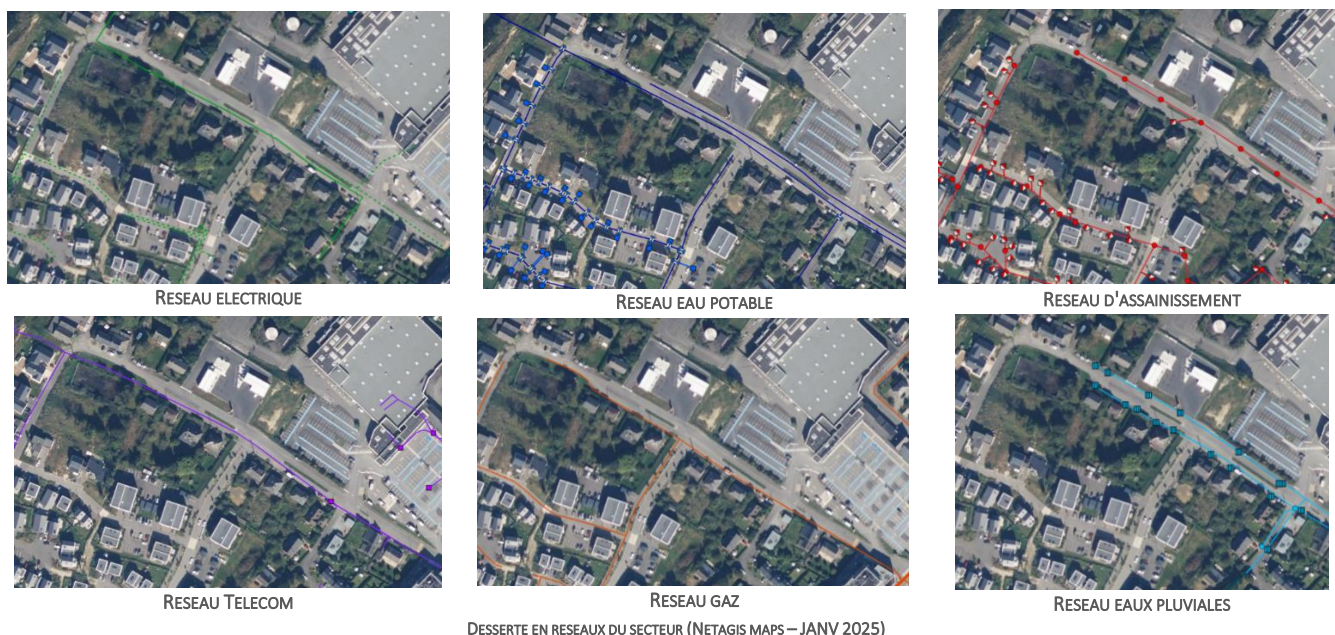 RESEAU ELECTRIQUE
RESEAU EAU POTABLE
RESEAU D'ASSAINISSEMENT
RESEAU TELECOM
RESEAU GAZ
RESEAU EAUX PLUVIALES
DESSERTE EN RESEAUX DU SECTEUR (NETAGIS MAPS – JANV 2025)